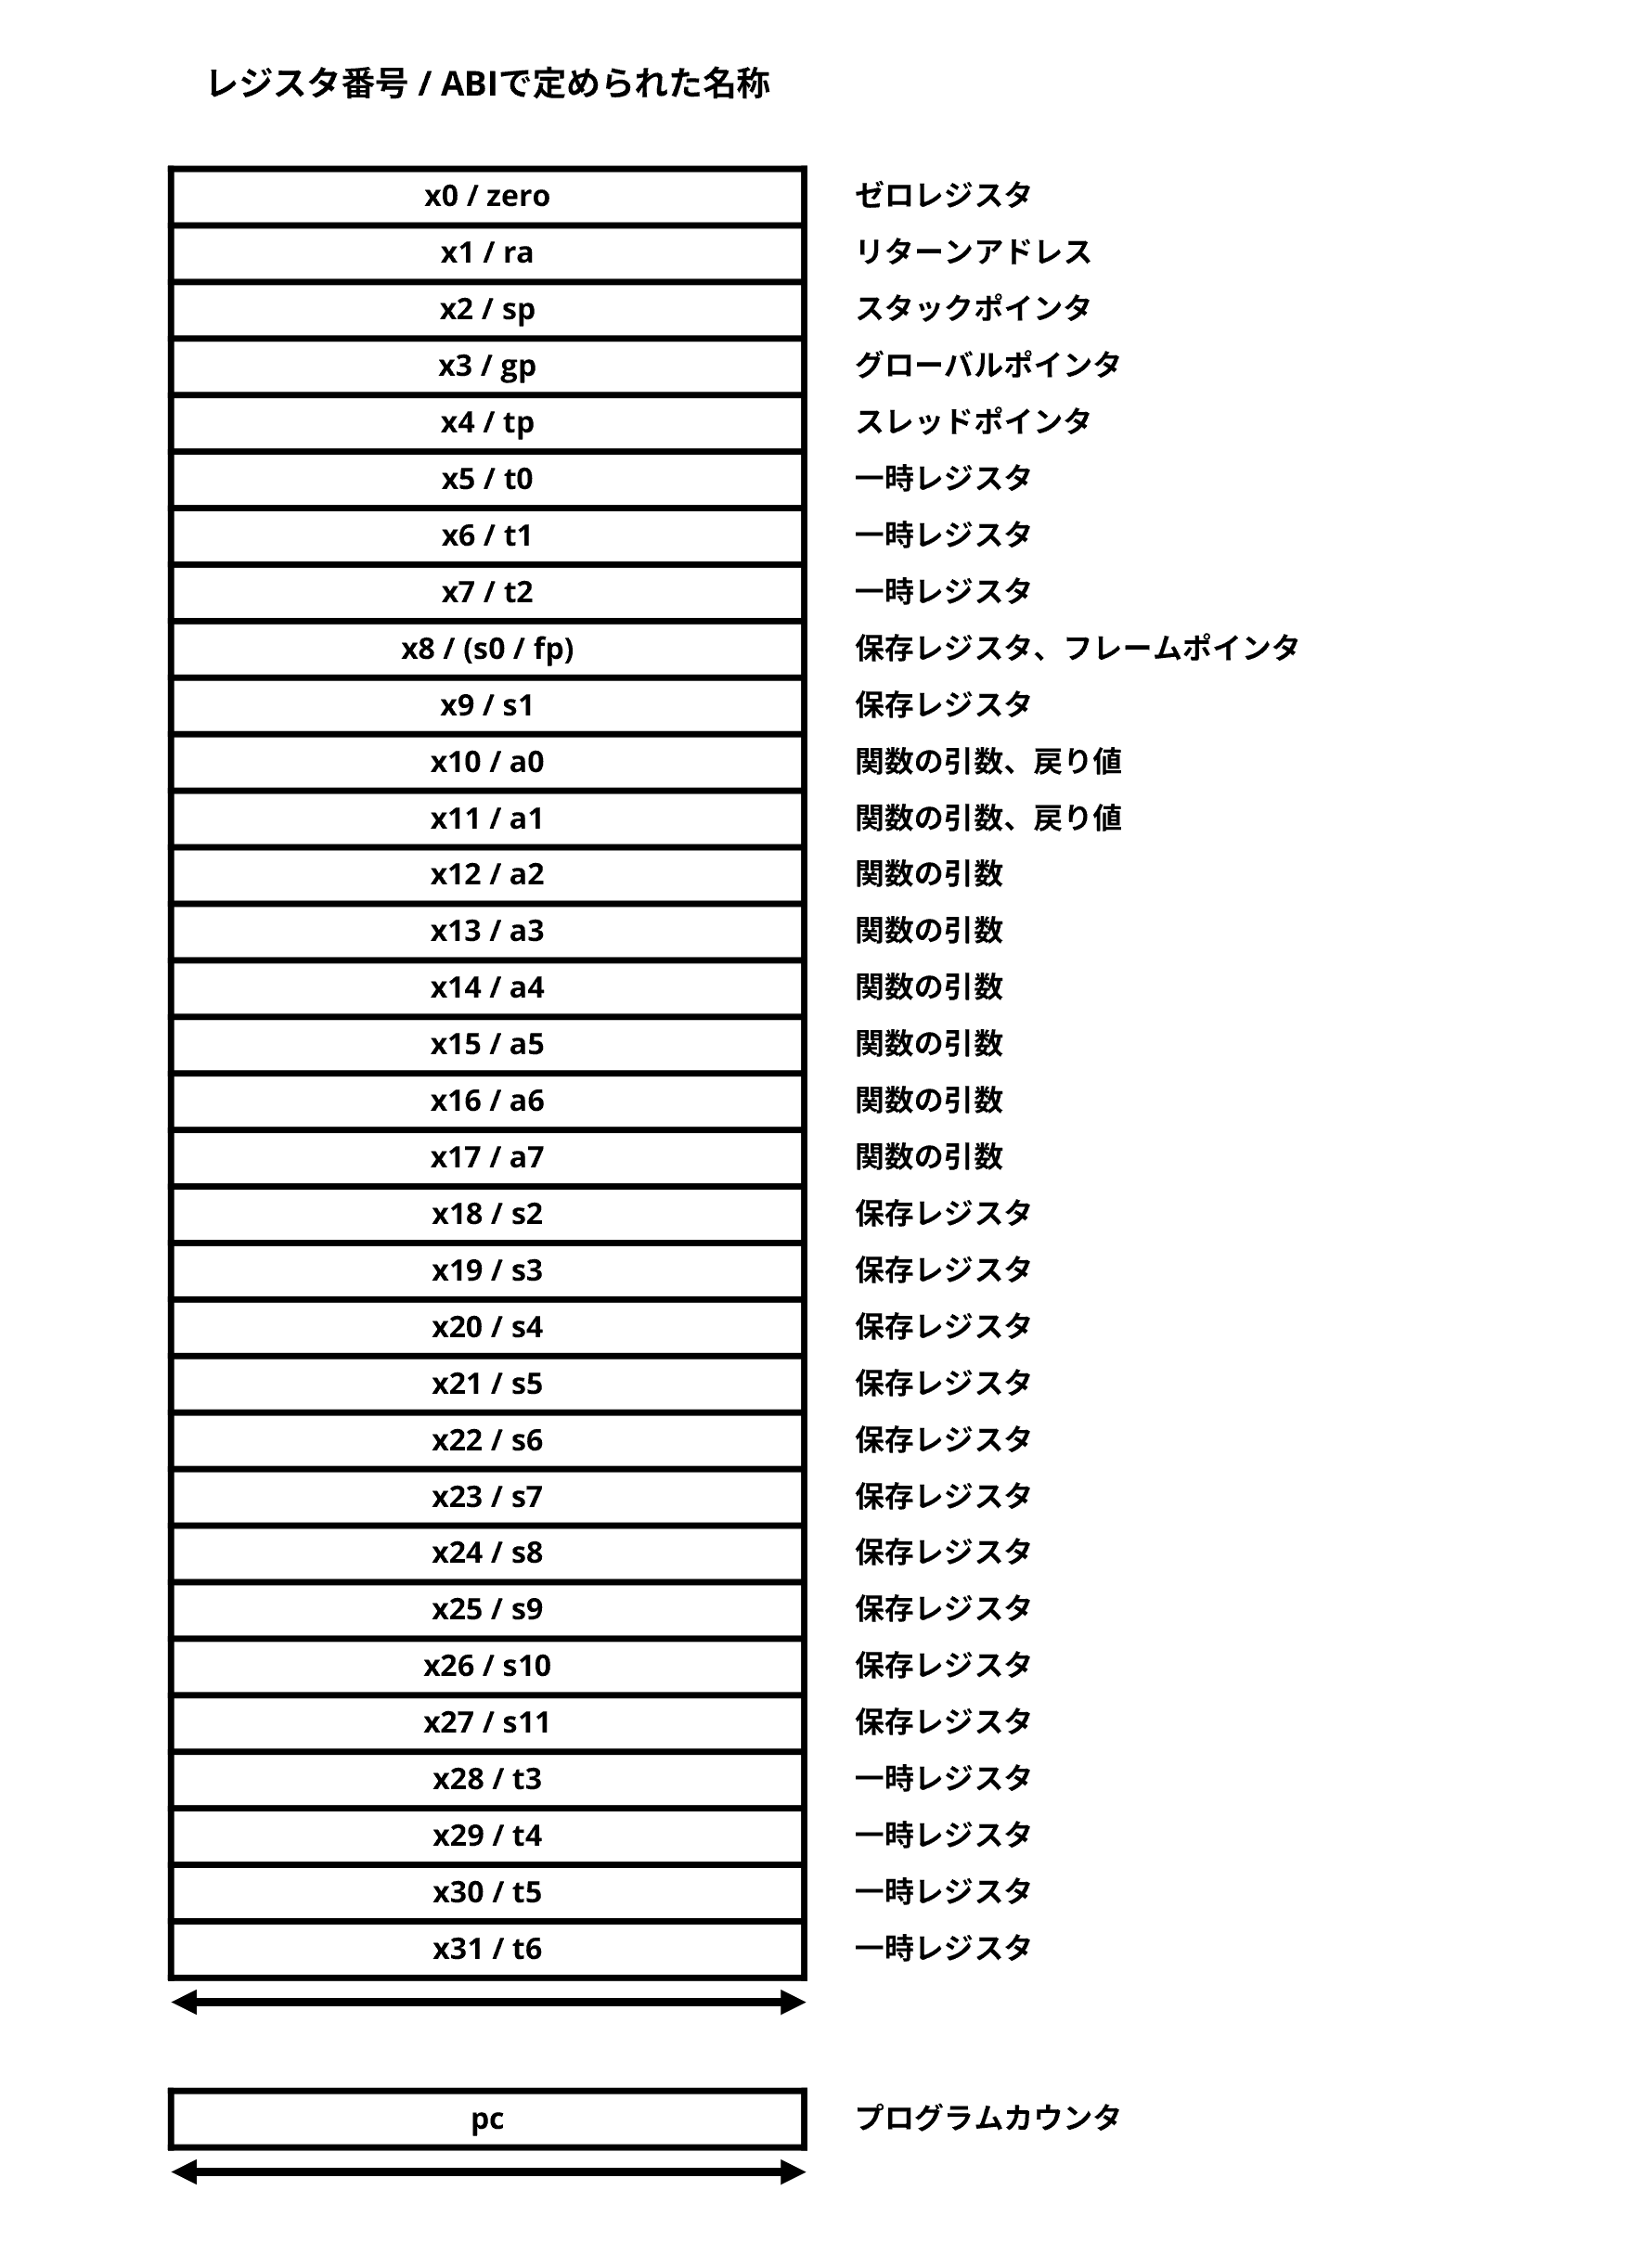 レジスタ番号 / ABIで定められた名称
x0 / zero ゼロレジスタ
x1 / ra リターンアドレス
x2 / sp スタックポインタ
x3 / gp グローバルポインタ
x4 / tp スレッドポインタ
x5 / t0 一時レジスタ
x6 / t1 一時レジスタ
x7 / t2 一時レジスタ
x8 / (s0 / fp) 保存レジスタ、フレームポインタ
x9 / s1 保存レジスタ
x10 / a0 関数の引数、戻り値
x11 / a1 関数の引数、戻り値
x12 / a2 関数の引数
x13 / a3 関数の引数
x14 / a4 関数の引数
x15 / a5 関数の引数
x16 / a6 関数の引数
x17 / a7 関数の引数
x18 / s2 保存レジスタ
x19 / s3 保存レジスタ
x20 / s4 保存レジスタ
x21 / s5 保存レジスタ
x22 / s6 保存レジスタ
x23 / s7 保存レジスタ
x24 / s8 保存レジスタ
x25 / s9 保存レジスタ
x26 / s10 保存レジスタ
x27 / s11 保存レジスタ
x28 / t3 一時レジスタ
x29 / t4 一時レジスタ
x30 / t5 一時レジスタ
x31 / t6 一時レジスタ
pc プログラムカウンタ